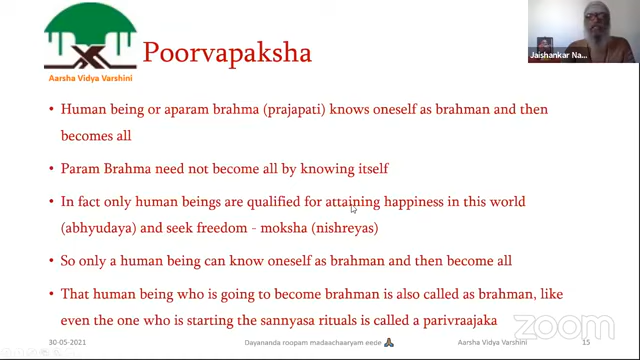 Poorvapaksha
Jaishankar Na...
Aarsha Vidya Varshini
• Human being or aparam brahma (prajapati) knows oneself as brahman and then
becomes all
• Param Brahma need not become all by knowing itself
• In fact only human beings are qualified for attaining happiness in this world
(abhyudaya) and seek freedom - moksha (nishreyas)
• So only a human being can know oneself as brahman and then become all
• That human being who is going to become brahman is also called as brahman, like
even the one who is starting the sannyasa rituals is called a parivraajaka
zoom
30-05-2021
Dayananda roopam madaachaaryam eede 🙏
Aarsha Vidya Varshini
15